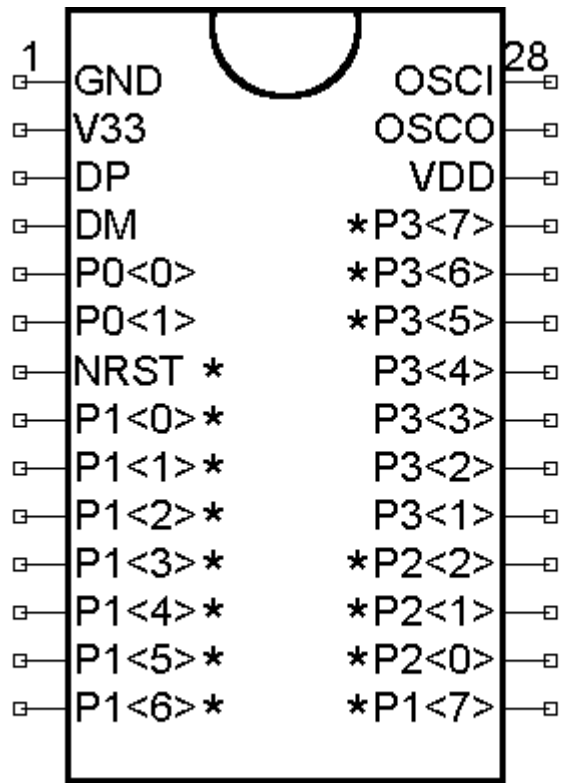 1 28
GND OSCI
V33 OSCO
DP VDD
DM *P3<7>
P0<0> *P3<6>
P0<1> *P3<5>
NRST * P3<4>
P1<0>* P3<3>
P1<1>* P3<2>
P1<2>* P3<1>
P1<3>* *P2<2>
P1<4>* *P2<1>
P1<5>* *P2<0>
P1<6>* *P1<7>